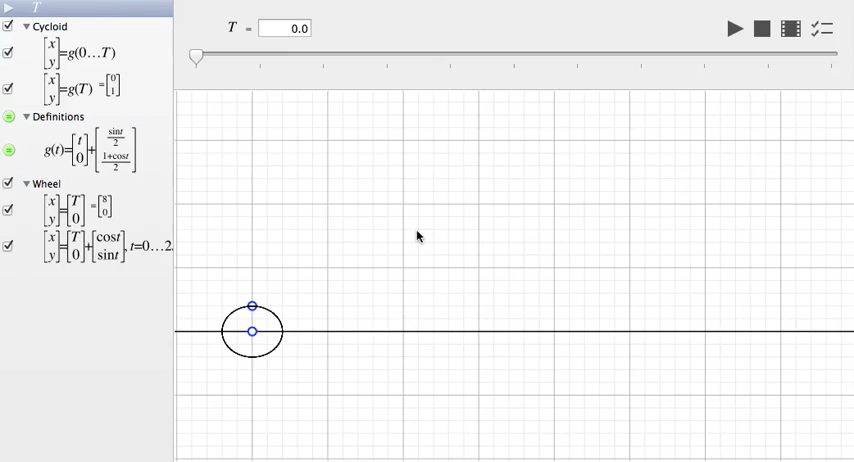 T
T = 0.0
Cycloid
[x y]=g(0…T)
[x y]=g(T) =[0 1]
Definitions
g(t)=[t 0]+[sint/2 1+cost/2]
Wheel
[x y]=[T 0] =[8 0]
[x y]=[T 0]+[cost sint], t=0…2